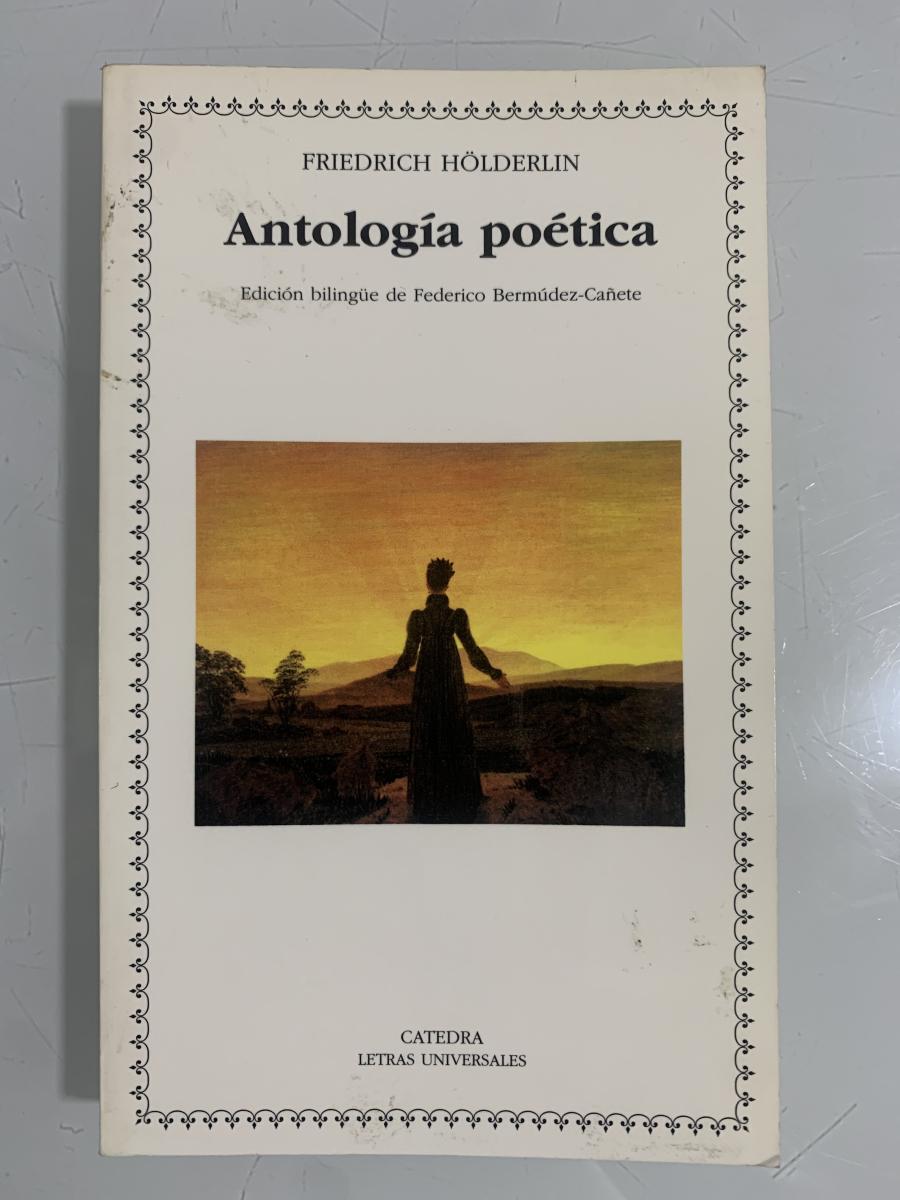 FRIEDRICH HÖLDERLIN
Antología poética
Edición bilingüe de Federico Bermúdez-Cañete
CATEDRA
LETRAS UNIVERSALES